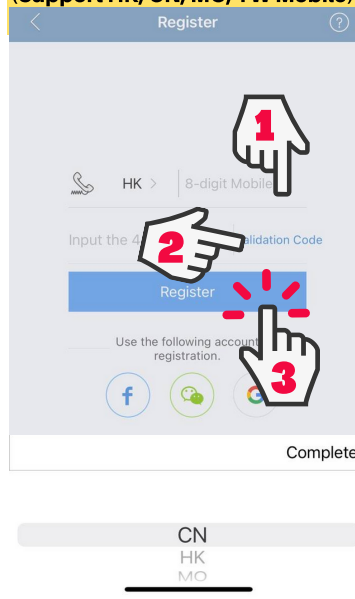 (Support HK, CN, MO, TW Mobile)
Register
?
1
HK > 8-digit Mobile
Input the 4
2
alidation Code
Register
Use the following account
registration.
3
f
G
Complete
CN
HK
MO